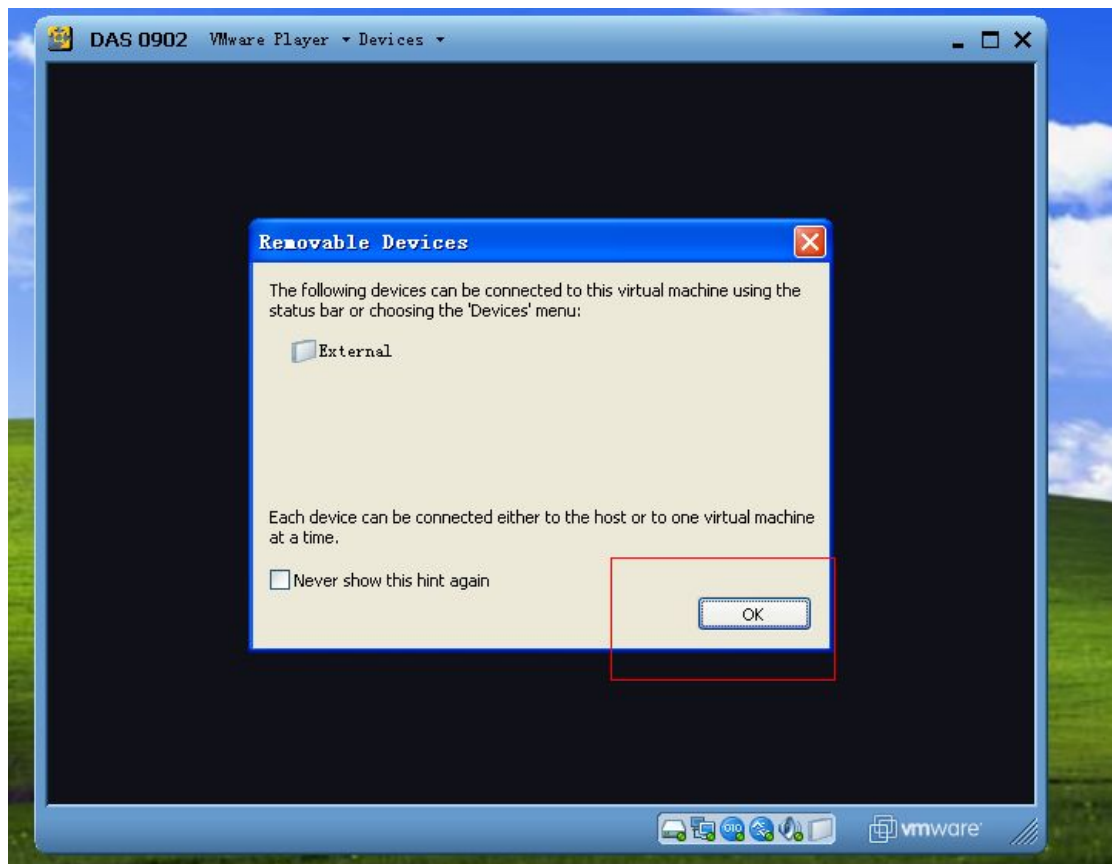 DAS 0902 VMware Player Devices
Removable Devices
The following devices can be connected to this virtual machine using the
status bar or choosing the 'Devices' menu:
External
Each device can be connected either to the host or to one virtual machine
at a time.
Never show this hint again
OK
vmware